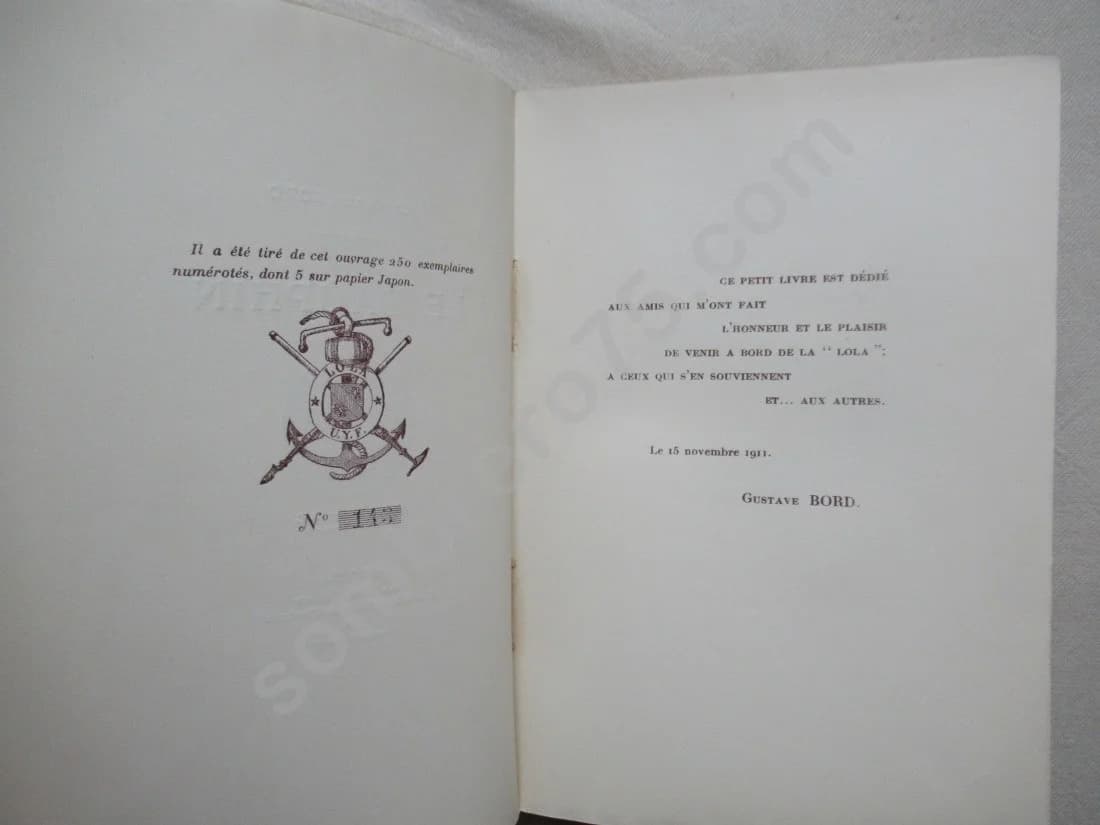 Il a été tiré de cet ouvrage 250 exemplaires
numérotés, dont 5 sur papier Japon.
LOLA
U.Y.F.
Nº 143
CE PETIT LIVRE EST DÉDIÉ
AUX AMIS QUI M'ONT FAIT
L'HONNEUR ET LE PLAISIR
DE VENIR A BORD DE LA “ LOLA ”;
A CEUX QUI S'EN SOUVIENNENT
ET... AUX AUTRES.
Le 15 novembre 1911.
GUSTAVE BORD.